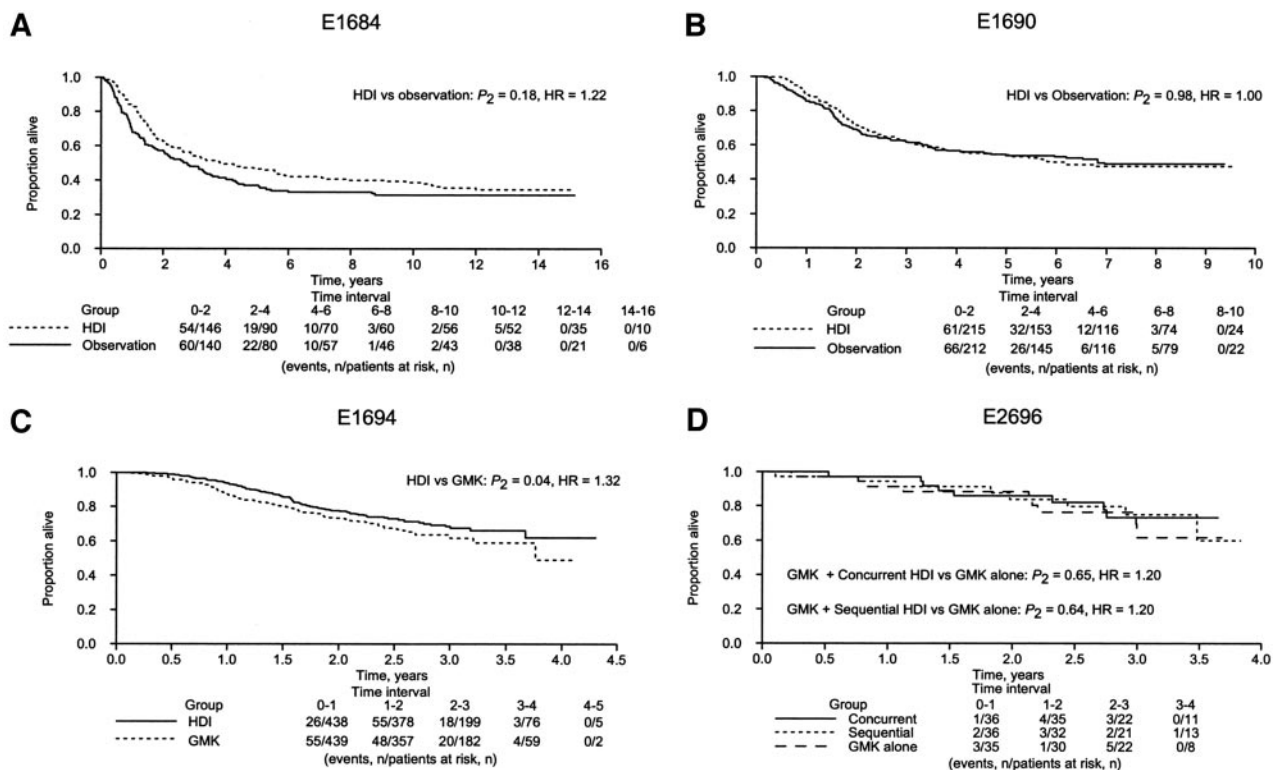 A
E1684
Proportion alive
1.0
0.8
0.6
0.4
0.2
0.0
HDI vs observation: P2 = 0.18, HR = 1.22
0 2 4 6 8 10 12 14 16
Time, years
Time interval
Group 0-2 2-4 4-6 6-8 8-10 10-12 12-14 14-16
HDI 54/146 19/90 10/70 3/60 2/56 5/52 0/35 0/10
Observation 60/140 22/80 10/57 1/46 2/43 0/38 0/21 0/6
(events, n/patients at risk, n)
B
E1690
Proportion alive
1.0
0.8
0.6
0.4
0.2
0.0
HDI vs Observation: P2 = 0.98, HR = 1.00
0 1 2 3 4 5 6 7 8 9 10
Time, years
Time interval
Group 0-2 2-4 4-6 6-8 8-10
HDI 61/215 32/153 12/116 3/74 0/24
Observation 66/212 26/145 6/116 5/79 0/22
(events, n/patients at risk, n)
C
E1694
Proportion alive
1.0
0.8
0.6
0.4
0.2
0.0
HDI vs GMK: P2 = 0.04, HR = 1.32
0.0 0.5 1.0 1.5 2.0 2.5 3.0 3.5 4.0 4.5
Time, years
Time interval
Group 0-1 1-2 2-3 3-4 4-5
HDI 26/438 55/378 18/199 3/76 0/5
GMK 55/439 48/357 20/182 4/59 0/2
(events, n/patients at risk, n)
D
E2696
Proportion alive
1.0
0.8
0.6
0.4
0.2
0.0
GMK + Concurrent HDI vs GMK alone: P2 = 0.65, HR = 1.20
GMK + Sequential HDI vs GMK alone: P2 = 0.64, HR = 1.20
0.0 0.5 1.0 1.5 2.0 2.5 3.0 3.5 4.0
Time, years
Time interval
Group 0-1 1-2 2-3 3-4
Concurrent 1/36 4/35 3/22 0/11
Sequential 2/36 3/32 2/21 1/13
GMK alone 3/35 1/30 5/22 0/8
(events, n/patients at risk, n)